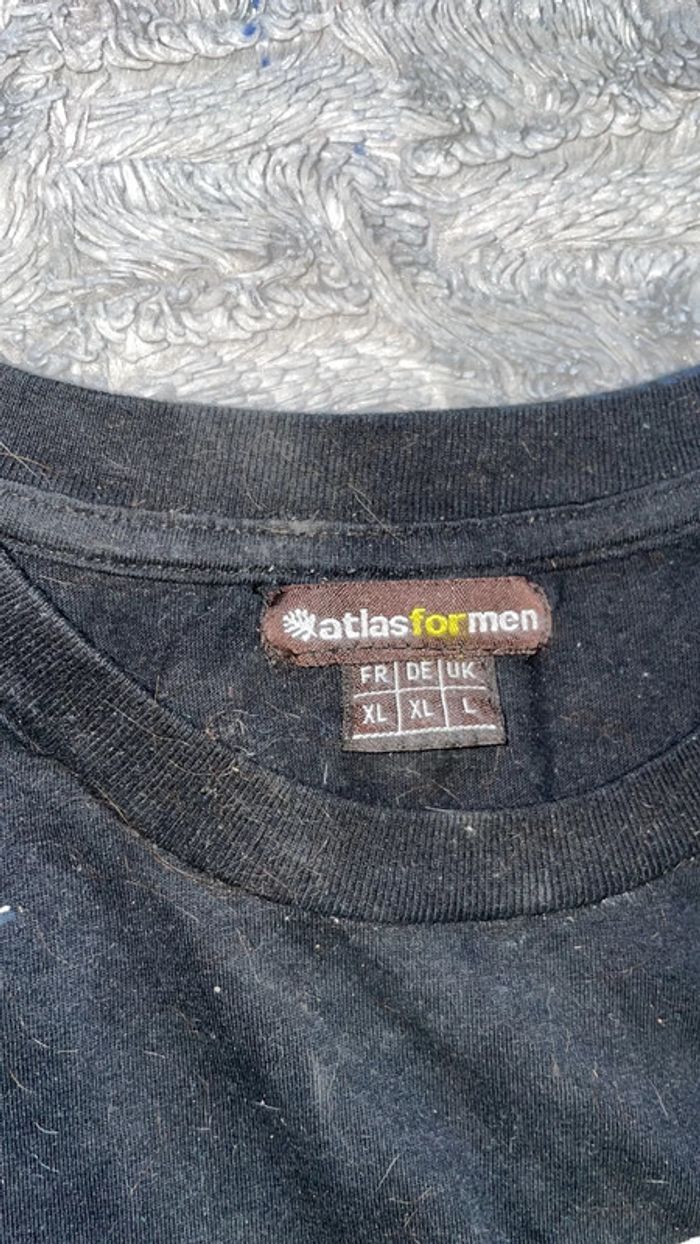 atlasformen
FR DE UK
XL XL L